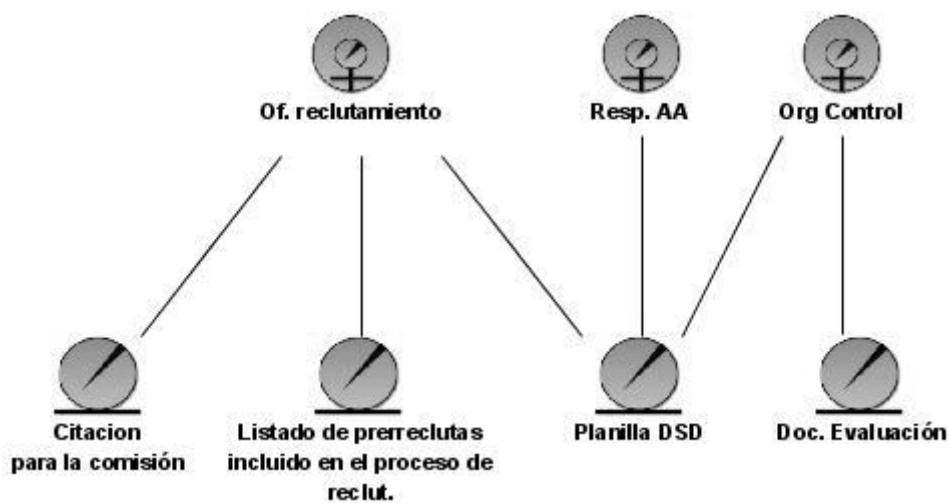 Of. reclutamiento
Resp. AA
Org Control
Citacion
para la comisión
Listado de prerreclutas
incluido en el proceso de
reclut.
Planilla DSD
Doc. Evaluación